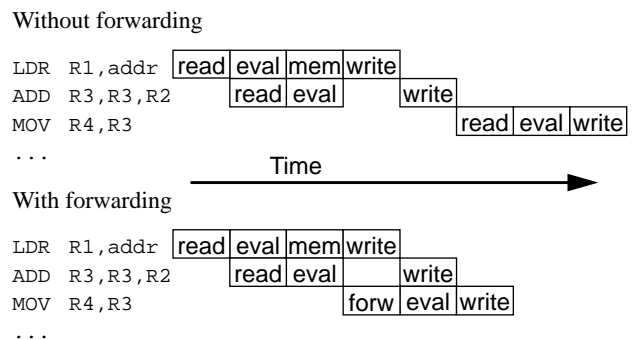 Without forwarding
LDR R1,addr read eval mem write
ADD R3,R3,R2 read eval write
MOV R4,R3 read eval write
...
Time
With forwarding
LDR R1,addr read eval mem write
ADD R3,R3,R2 read eval write
MOV R4,R3 forw eval write
...